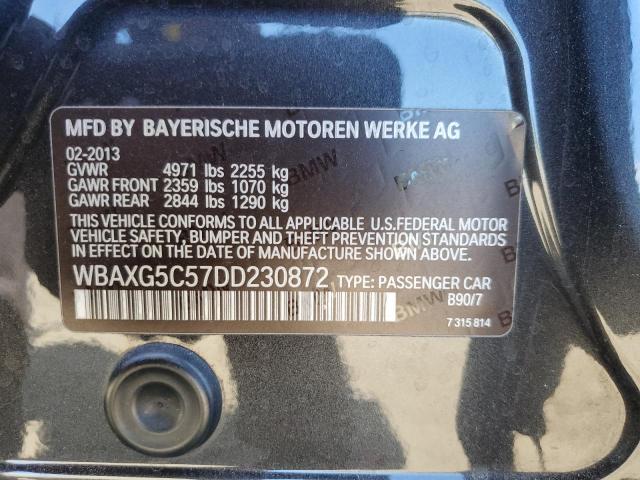 MFD BY BAYERISCHE MOTOREN WERKE AG
02-2013
GVWR 4971 lbs 2255 kg
GAWR FRONT 2359 lbs 1070 kg
GAWR REAR 2844 lbs 1290 kg
THIS VEHICLE CONFORMS TO ALL APPLICABLE U.S.FEDERAL MOTOR
VEHICLE SAFETY, BUMPER AND THEFT PREVENTION STANDARDS
IN EFFECT ON THE DATE OF MANUFACTURE SHOWN ABOVE.
WBAXG5C57DD230872 TYPE: PASSENGER CAR
B90/7
7 315 814
BMW
BMW